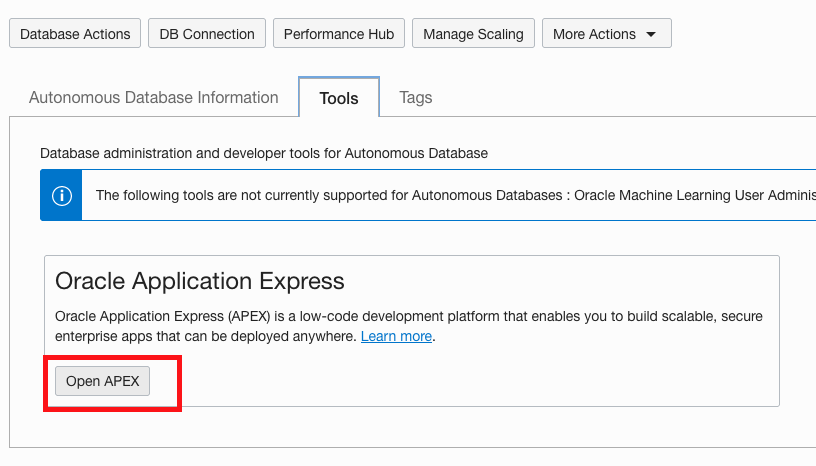 Database Actions DB Connection Performance Hub Manage Scaling More Actions
Autonomous Database Information Tools Tags
Database administration and developer tools for Autonomous Database
The following tools are not currently supported for Autonomous Databases : Oracle Machine Learning User Adminis
Oracle Application Express
Oracle Application Express (APEX) is a low-code development platform that enables you to build scalable, secure
enterprise apps that can be deployed anywhere. Learn more.
Open APEX